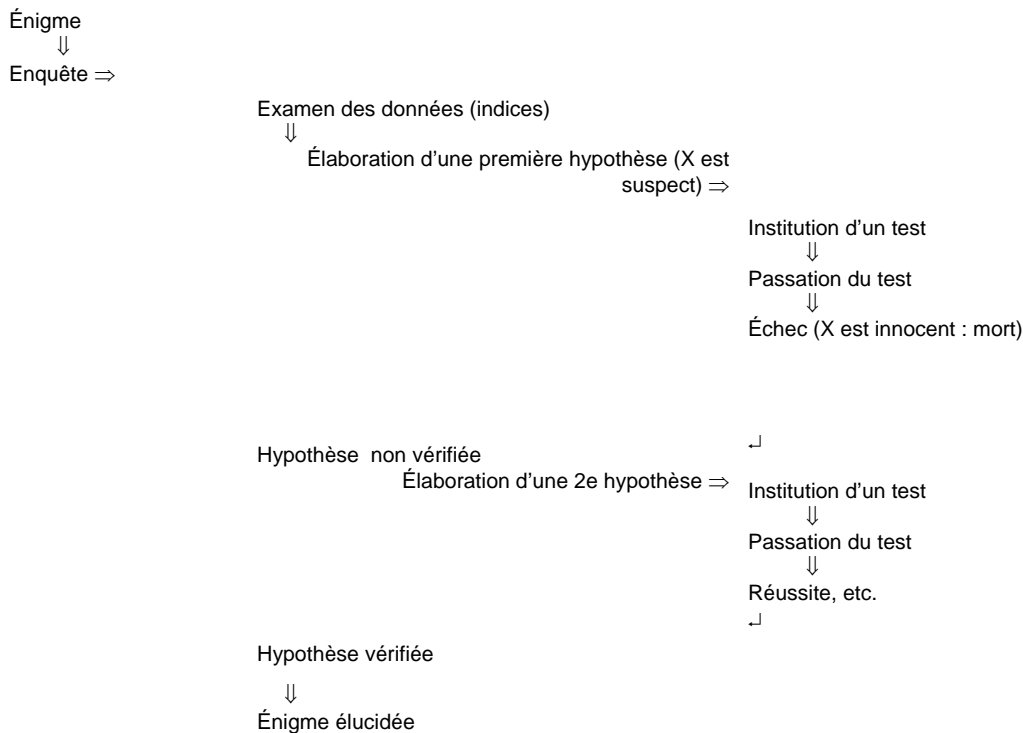 Énigme
⇓
Enquête ⇒
Examen des données (indices)
⇓
Élaboration d’une première hypothèse (X est
suspect) ⇒
Institution d’un test
⇓
Passation du test
⇓
Échec (X est innocent : mort)
↵
Hypothèse non vérifiée
Élaboration d’une 2e hypothèse ⇒
Institution d’un test
⇓
Passation du test
⇓
Réussite, etc.
↵
Hypothèse vérifiée
⇓
Énigme élucidée